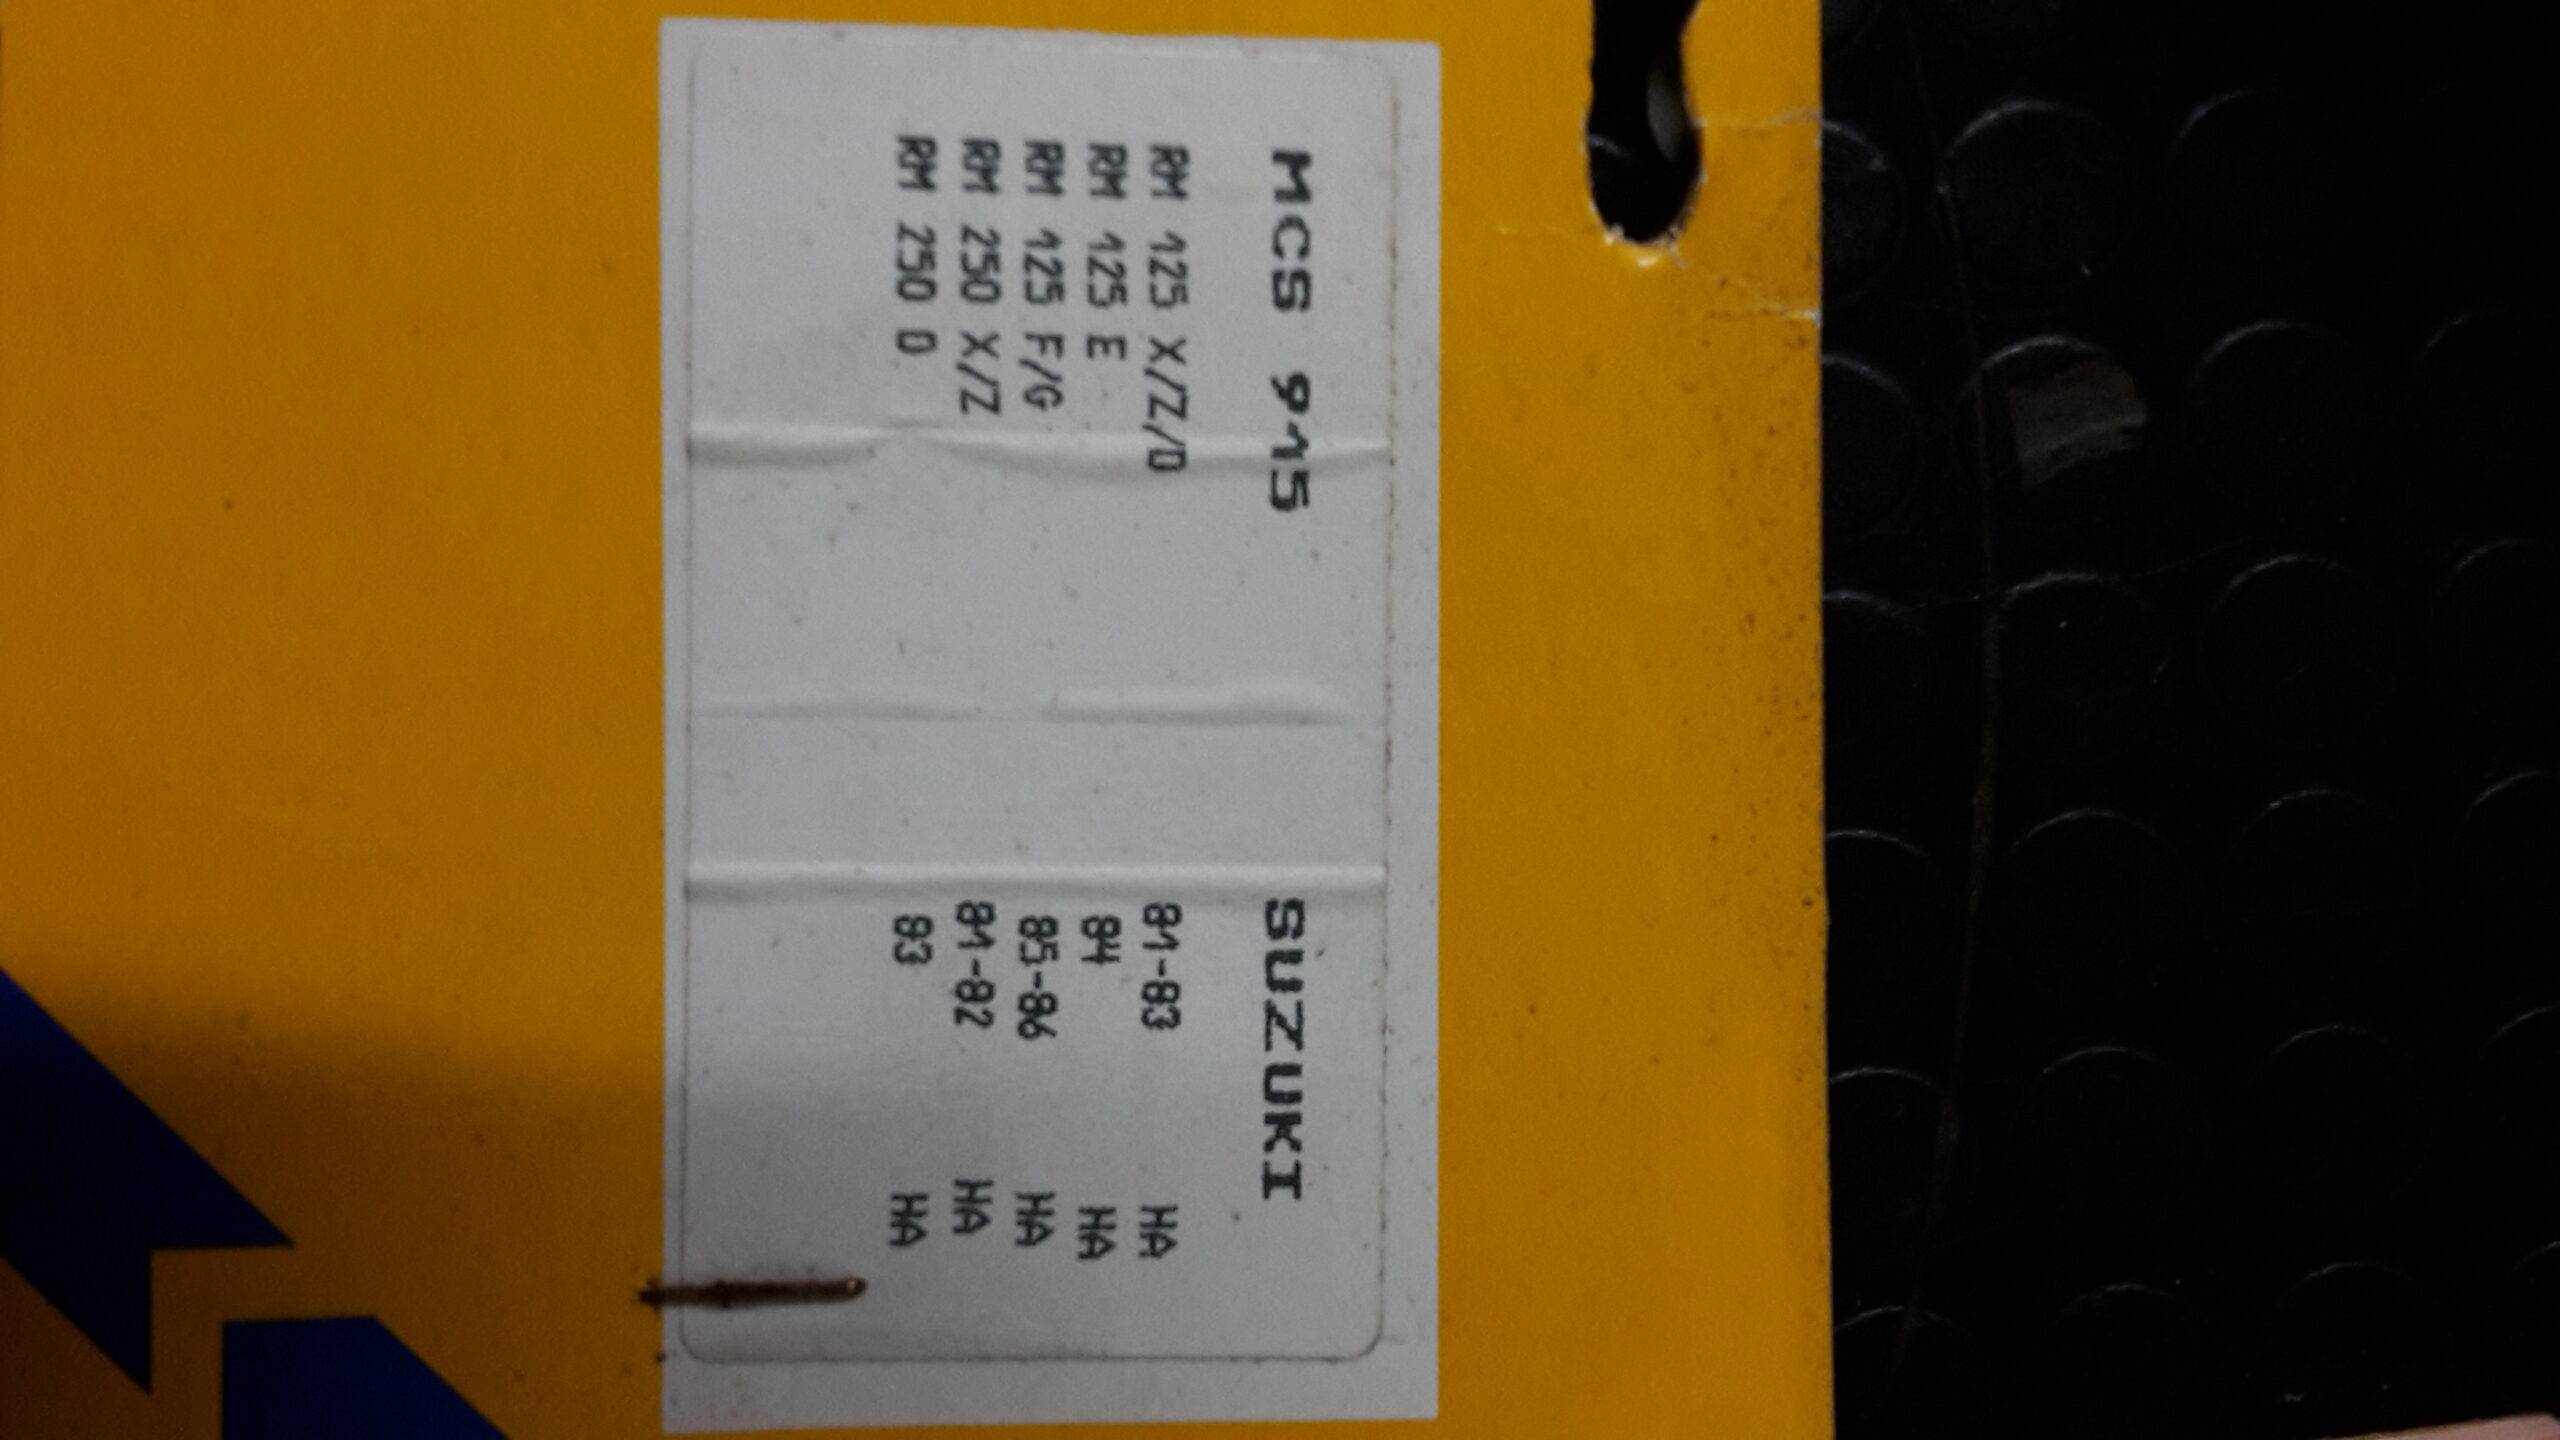 MCS 915 SUZUKI
RM 125 X/Z/D 81-83 HA
RM 125 E 84 HA
RM 125 F/G 85-86 HA
RM 250 X/Z 81-82 HA
RM 250 D 83 HA